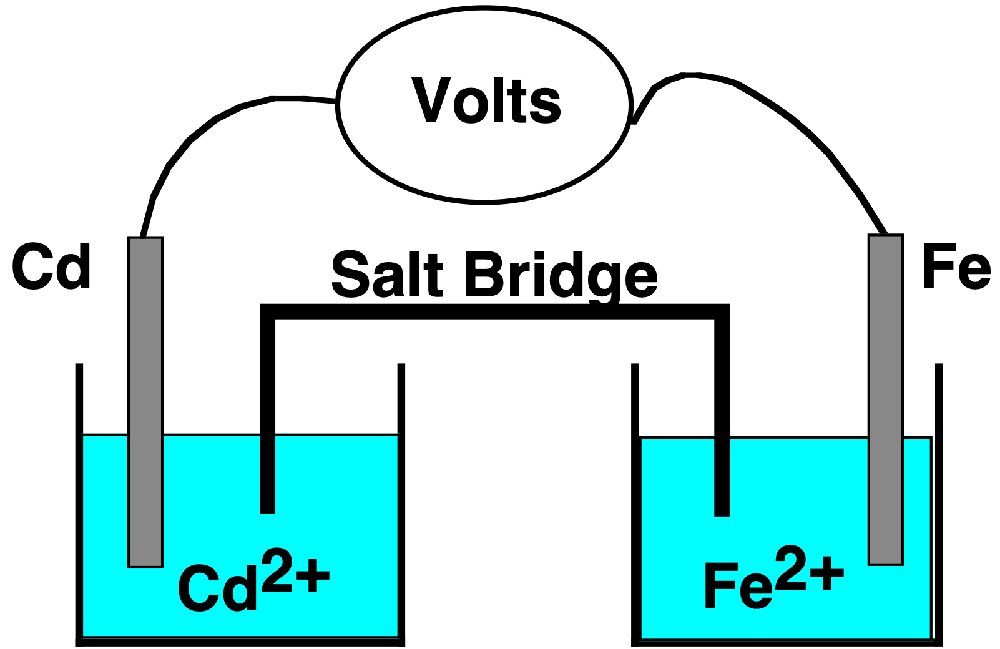 Volts
Cd
Fe
Salt Bridge
Cd2+
Fe2+